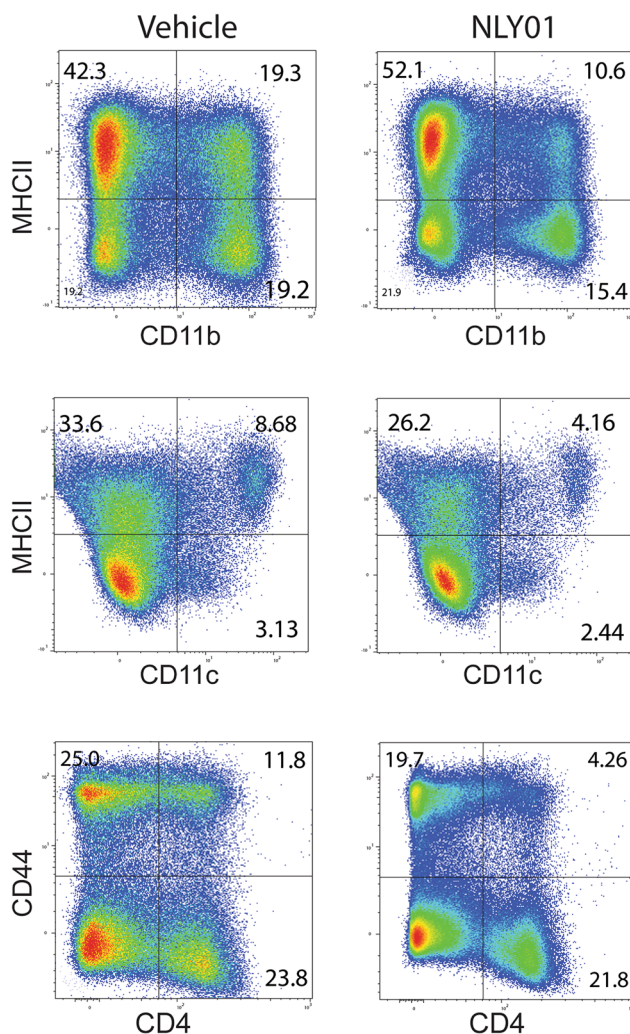 Vehicle NLY01
42.3 19.3 52.1 10.6
MHCII
19.2 19.2 21.9 15.4
CD11b CD11b
33.6 8.68 26.2 4.16
MHCII
3.13 2.44
CD11c CD11c
25.0 11.8 19.7 4.26
CD44
23.8 21.8
CD4 CD4